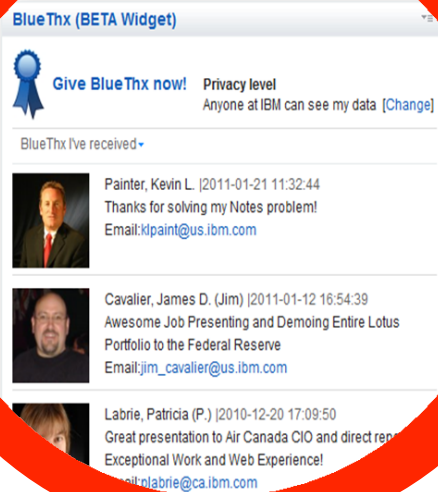 BlueThx (BETA Widget)
Give BlueThx now!
Privacy level
Anyone at IBM can see my data [Change]
BlueThx I've received
Painter, Kevin L. |2011-01-21 11:32:44
Thanks for solving my Notes problem!
Email:klpaint@us.ibm.com
Cavalier, James D. (Jim) |2011-01-12 16:54:39
Awesome Job Presenting and Demoing Entire Lotus
Portfolio to the Federal Reserve
Email:jim_cavalier@us.ibm.com
Labrie, Patricia (P.) |2010-12-20 17:09:50
Great presentation to Air Canada CIO and direct
Exceptional Work and Web Experience!
plabrie@ca.ibm.com